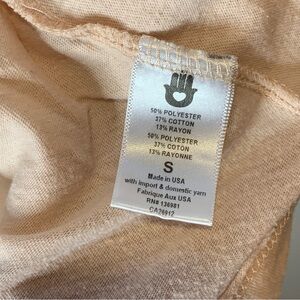 50% POLYESTER
37% COTTON
13% RAYON
50% POLYESTER
37% COTON
13% RAYONNE
S
Made in USA
with import & domestic yarn
Fabrique Aux USA
RN# 136981
CA26912